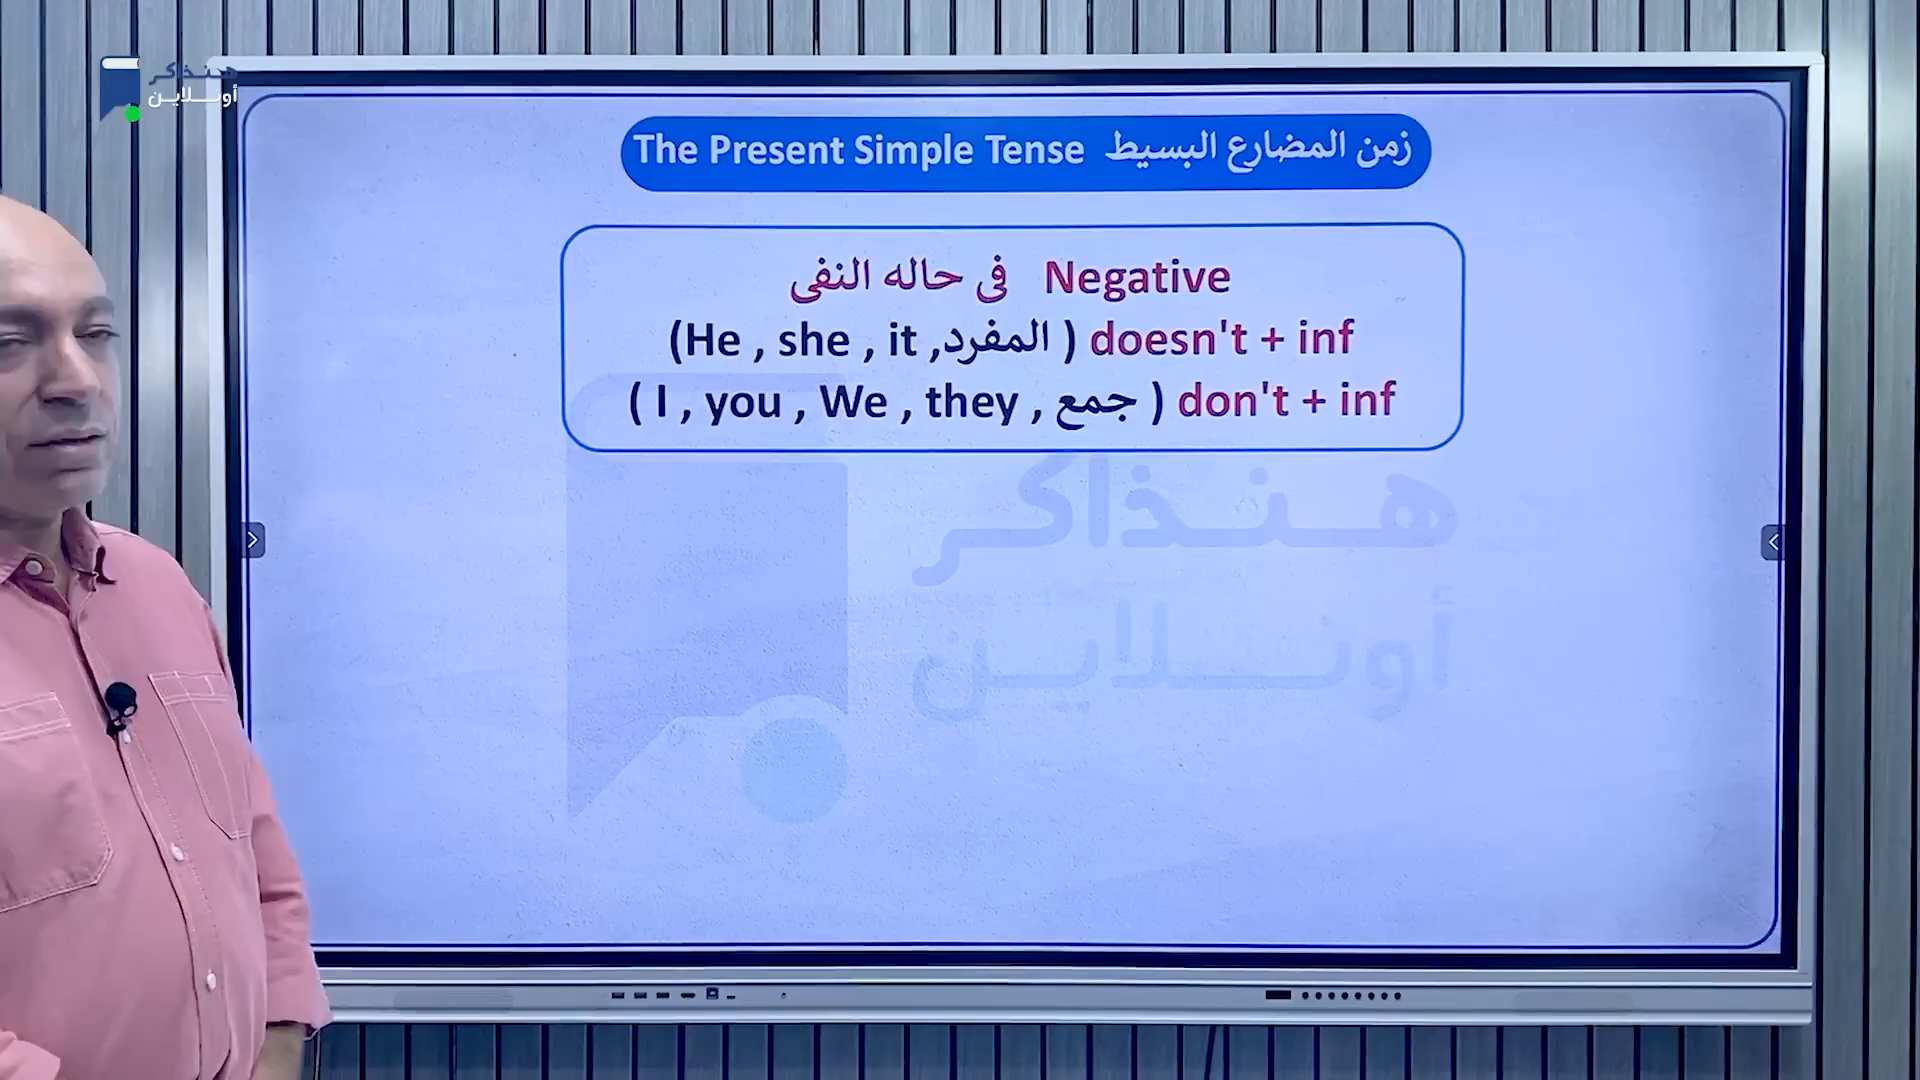 هنذاكر
أونلاين
The Present Simple Tense زمن المضارع البسيط
فى حاله النفى Negative
(He , she , it ,المفرد ) doesn't + inf
( I , you , We , they , جمع ) don't + inf
هنذاكر
أونلاين